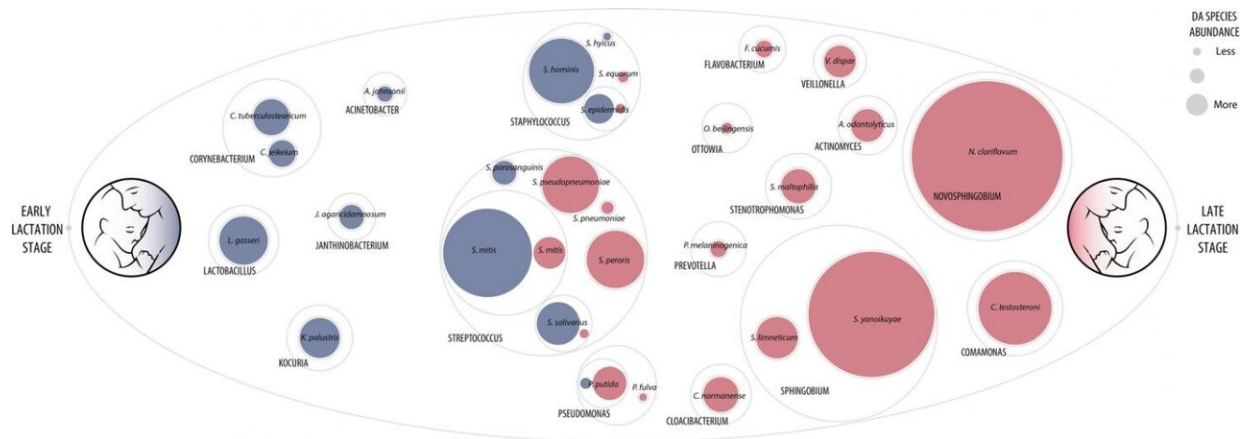 DA SPECIES
ABUNDANCE
Less
More
EARLY
LACTATION
STAGE
LATE
LACTATION
STAGE
C. tuberculostearicum
C. jeikeium
CORYNEBACTERIUM
A. johnsonii
ACINETOBACTER
L. gasseri
LACTOBACILLUS
J. agaricidamnosum
JANTHINOBACTERIUM
K. palustris
KOCURIA
S. hyicus
S. hominis
S. equorum
S. epidermidis
STAPHYLOCOCCUS
S. parasanguinis
S. pseudopneumoniae
S. pneumoniae
S. mitis
S. mitis
S. peroris
S. salivarius
STREPTOCOCCUS
P. putida
P. fulva
PSEUDOMONAS
F. cucumis
FLAVOBACTERIUM
V. dispar
VEILLONELLA
O. beijingensis
OTTOWIA
A. odontolyticus
ACTINOMYCES
S. maltophilia
STENOTROPHOMONAS
P. melaninogenica
PREVOTELLA
N. clariflavum
NOVOSPHINGOBIUM
S. yanoikuyae
S. limneticum
SPHINGOBIUM
C. testosteroni
COMAMONAS
C. normanense
CLOACIBACTERIUM